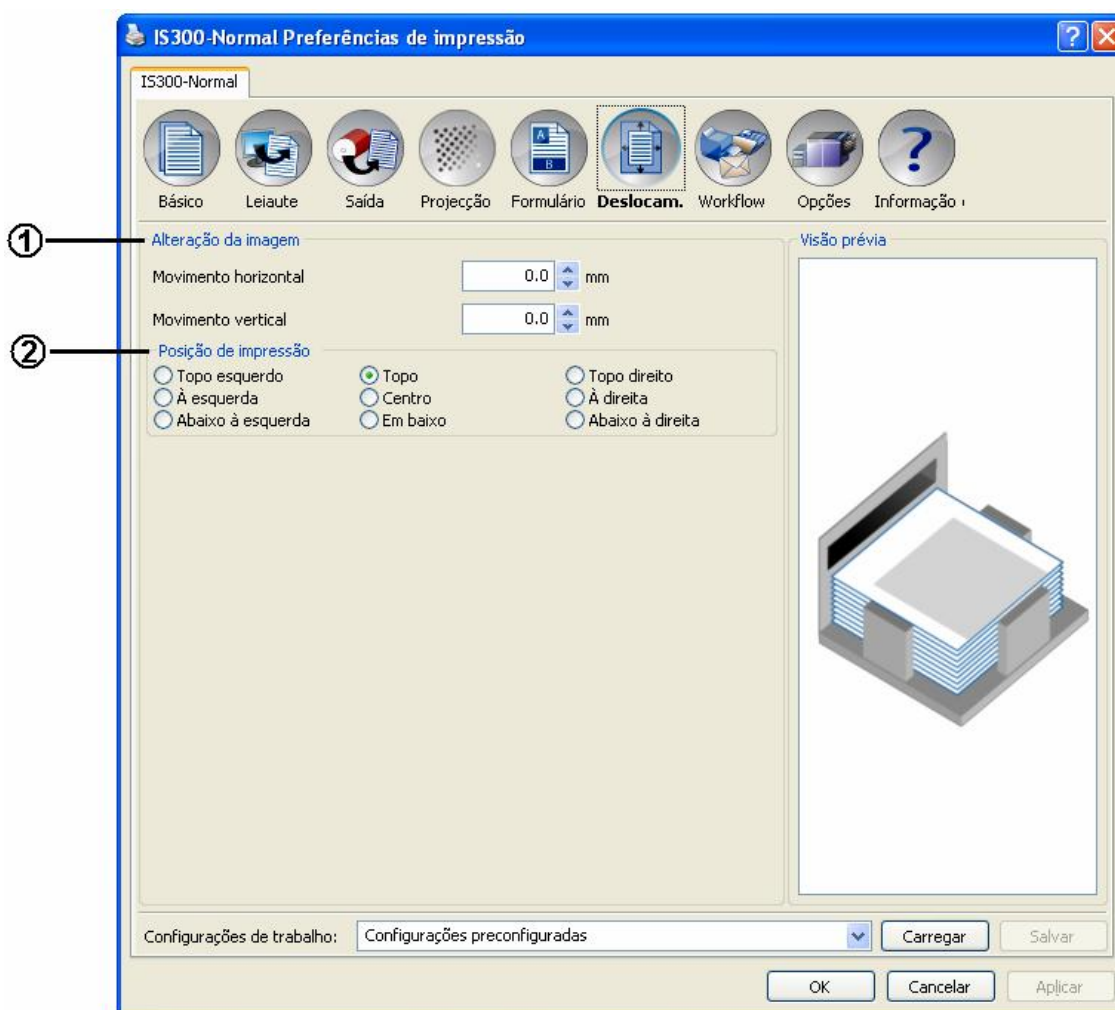 IS300-Normal Preferências de impressão
IS300-Normal
Básico Leiaute Saída Projecção Formulário Deslocam. Workflow Opções Informação
A
B
?
1 Alteração da imagem Visão prévia
Movimento horizontal 0.0 mm
Movimento vertical 0.0 mm
2 Posição de impressão
Topo esquerdo Topo Topo direito
À esquerda Centro À direita
Abaixo à esquerda Em baixo Abaixo à direita
Configurações de trabalho: Configurações preconfiguradas Carregar Salvar
OK Cancelar Aplicar